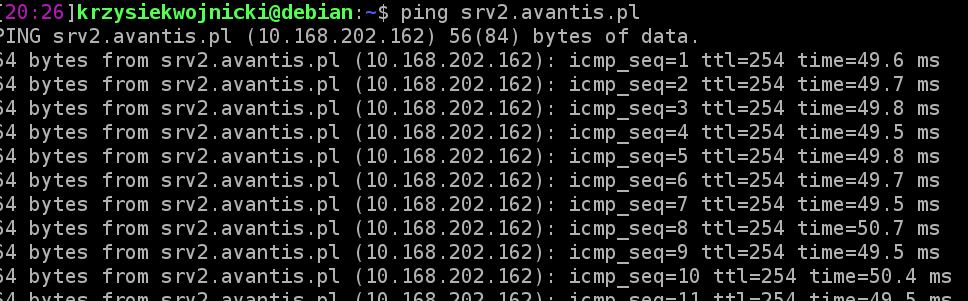 [20:26]krzysiekwojnicki@debian:~$ ping srv2.avantis.pl
PING srv2.avantis.pl (10.168.202.162) 56(84) bytes of data.
64 bytes from srv2.avantis.pl (10.168.202.162): icmp_seq=1 ttl=254 time=49.6 ms
64 bytes from srv2.avantis.pl (10.168.202.162): icmp_seq=2 ttl=254 time=49.7 ms
64 bytes from srv2.avantis.pl (10.168.202.162): icmp_seq=3 ttl=254 time=49.8 ms
64 bytes from srv2.avantis.pl (10.168.202.162): icmp_seq=4 ttl=254 time=49.5 ms
64 bytes from srv2.avantis.pl (10.168.202.162): icmp_seq=5 ttl=254 time=49.8 ms
64 bytes from srv2.avantis.pl (10.168.202.162): icmp_seq=6 ttl=254 time=49.7 ms
64 bytes from srv2.avantis.pl (10.168.202.162): icmp_seq=7 ttl=254 time=49.5 ms
64 bytes from srv2.avantis.pl (10.168.202.162): icmp_seq=8 ttl=254 time=50.7 ms
64 bytes from srv2.avantis.pl (10.168.202.162): icmp_seq=9 ttl=254 time=49.5 ms
64 bytes from srv2.avantis.pl (10.168.202.162): icmp_seq=10 ttl=254 time=50.4 ms
64 bytes from srv2.avantis.pl (10.168.202.162): icmp_seq=11 ttl=254 time=49.5 ms